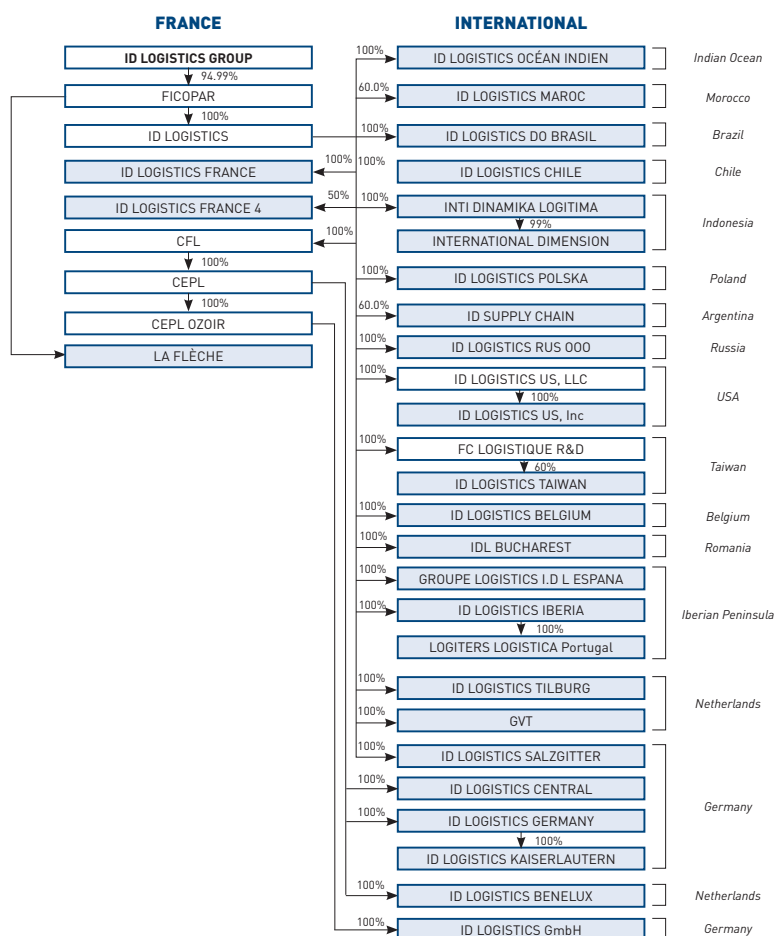 FRANCE
INTERNATIONAL
ID LOGISTICS GROUP
94.99%
FICOPAR
100%
ID LOGISTICS
100%
ID LOGISTICS FRANCE
50%
ID LOGISTICS FRANCE 4
100%
CFL
100%
CEPL
100%
CEPL OZOIR
LA FLÈCHE
100%
ID LOGISTICS OCÉAN INDIEN
Indian Ocean
60.0%
ID LOGISTICS MAROC
Morocco
100%
ID LOGISTICS DO BRASIL
Brazil
100%
ID LOGISTICS CHILE
Chile
100%
INTI DINAMIKA LOGITIMA
99%
INTERNATIONAL DIMENSION
Indonesia
100%
ID LOGISTICS POLSKA
Poland
60.0%
ID SUPPLY CHAIN
Argentina
100%
ID LOGISTICS RUS OOO
Russia
100%
ID LOGISTICS US, LLC
100%
ID LOGISTICS US, Inc
USA
100%
FC LOGISTIQUE R&D
60%
ID LOGISTICS TAIWAN
Taiwan
100%
ID LOGISTICS BELGIUM
Belgium
100%
IDL BUCHAREST
Romania
100%
GROUPE LOGISTICS I.D L ESPANA
100%
ID LOGISTICS IBERIA
100%
LOGITERS LOGISTICA Portugal
Iberian Peninsula
100%
ID LOGISTICS TILBURG
100%
GVT
Netherlands
100%
ID LOGISTICS SALZGITTER
100%
ID LOGISTICS CENTRAL
100%
ID LOGISTICS GERMANY
100%
ID LOGISTICS KAISERLAUTERN
Germany
100%
ID LOGISTICS BENELUX
Netherlands
100%
ID LOGISTICS GmbH
Germany